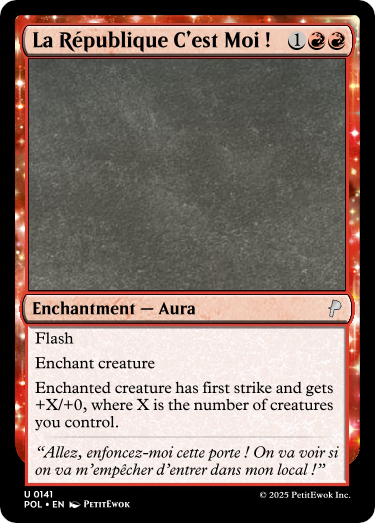 La République C'est Moi ! 1
Enchantment — Aura
Flash
Enchant creature
Enchanted creature has first strike and gets
+X/+0, where X is the number of creatures
you control.
“Allez, enfoncez-moi cette porte ! On va voir si
on va m'empêcher d'entrer dans mon local !”
U 0141
POL • EN PetitEwok
© 2025 PetitEwok Inc.